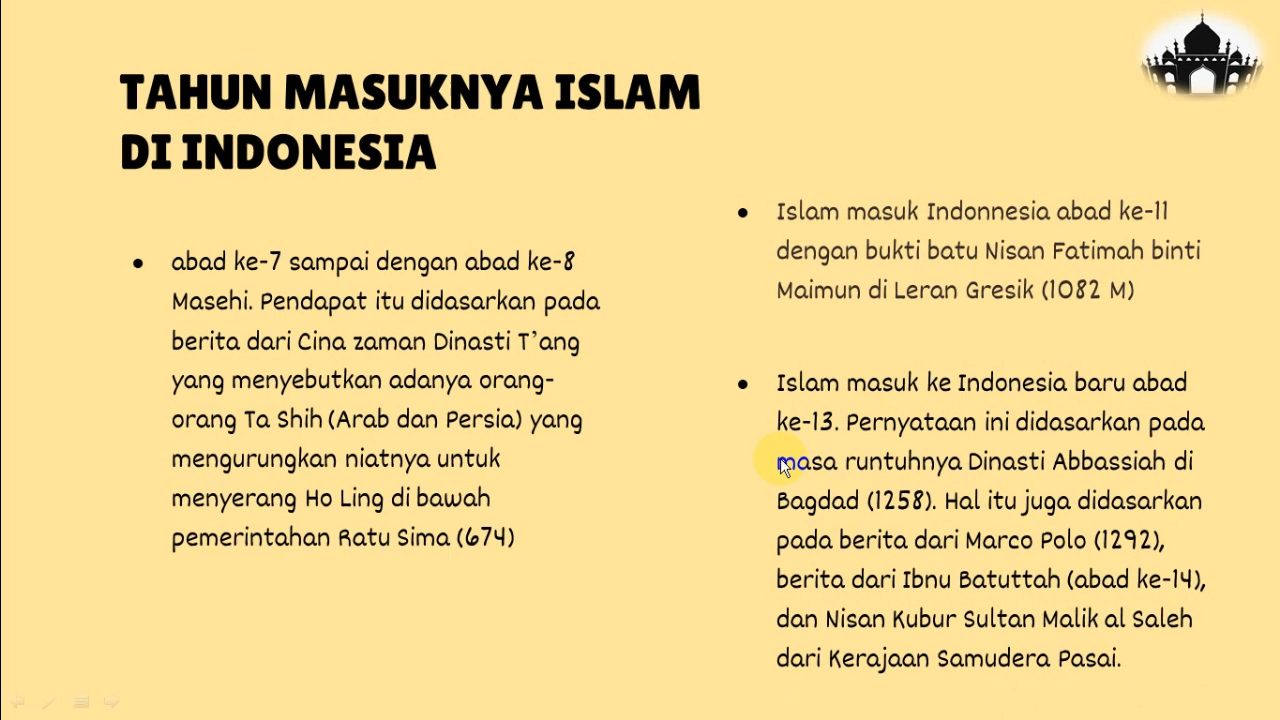 TAHUN MASUKNYA ISLAM
DI INDONESIA
abad ke-7 sampai dengan abad ke-8
Masehi. Pendapat itu didasarkan pada
berita dari Cina zaman Dinasti T’ang
yang menyebutkan adanya orang-
orang Ta Shih (Arab dan Persia) yang
mengurungkan niatnya untuk
menyerang Ho Ling di bawah
pemerintahan Ratu Sima (674)
Islam masuk Indonnesia abad ke-11
dengan bukti batu Nisan Fatimah binti
Maimun di Leran Gresik (1082 M)
Islam masuk ke Indonesia baru abad
ke-13. Pernyataan ini didasarkan pada
masa runtuhnya Dinasti Abbassiah di
Bagdad (1258). Hal itu juga didasarkan
pada berita dari Marco Polo (1292),
berita dari Ibnu Batuttah (abad ke-14),
dan Nisan Kubur Sultan Malik al Saleh
dari Kerajaan Samudera Pasai.